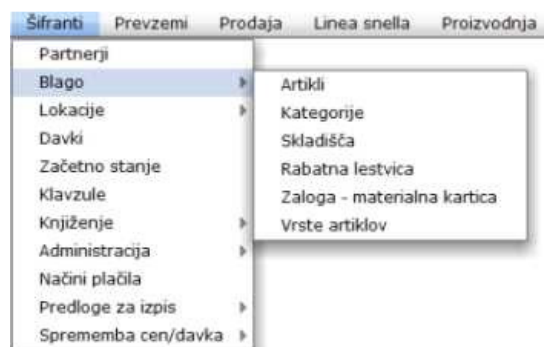 Šifranti Prevzemi Prodaja Linea snella Proizvodnja
Partnerji
Blago
Lokacije
Davki
Začetno stanje
Klavzule
Knjiženje
Administracija
Načini plačila
Predloge za izpis
Sprememba cen/davka
Artikli
Kategorije
Skladišča
Rabatna lestvica
Zaloga - materialna kartica
Vrste artiklov